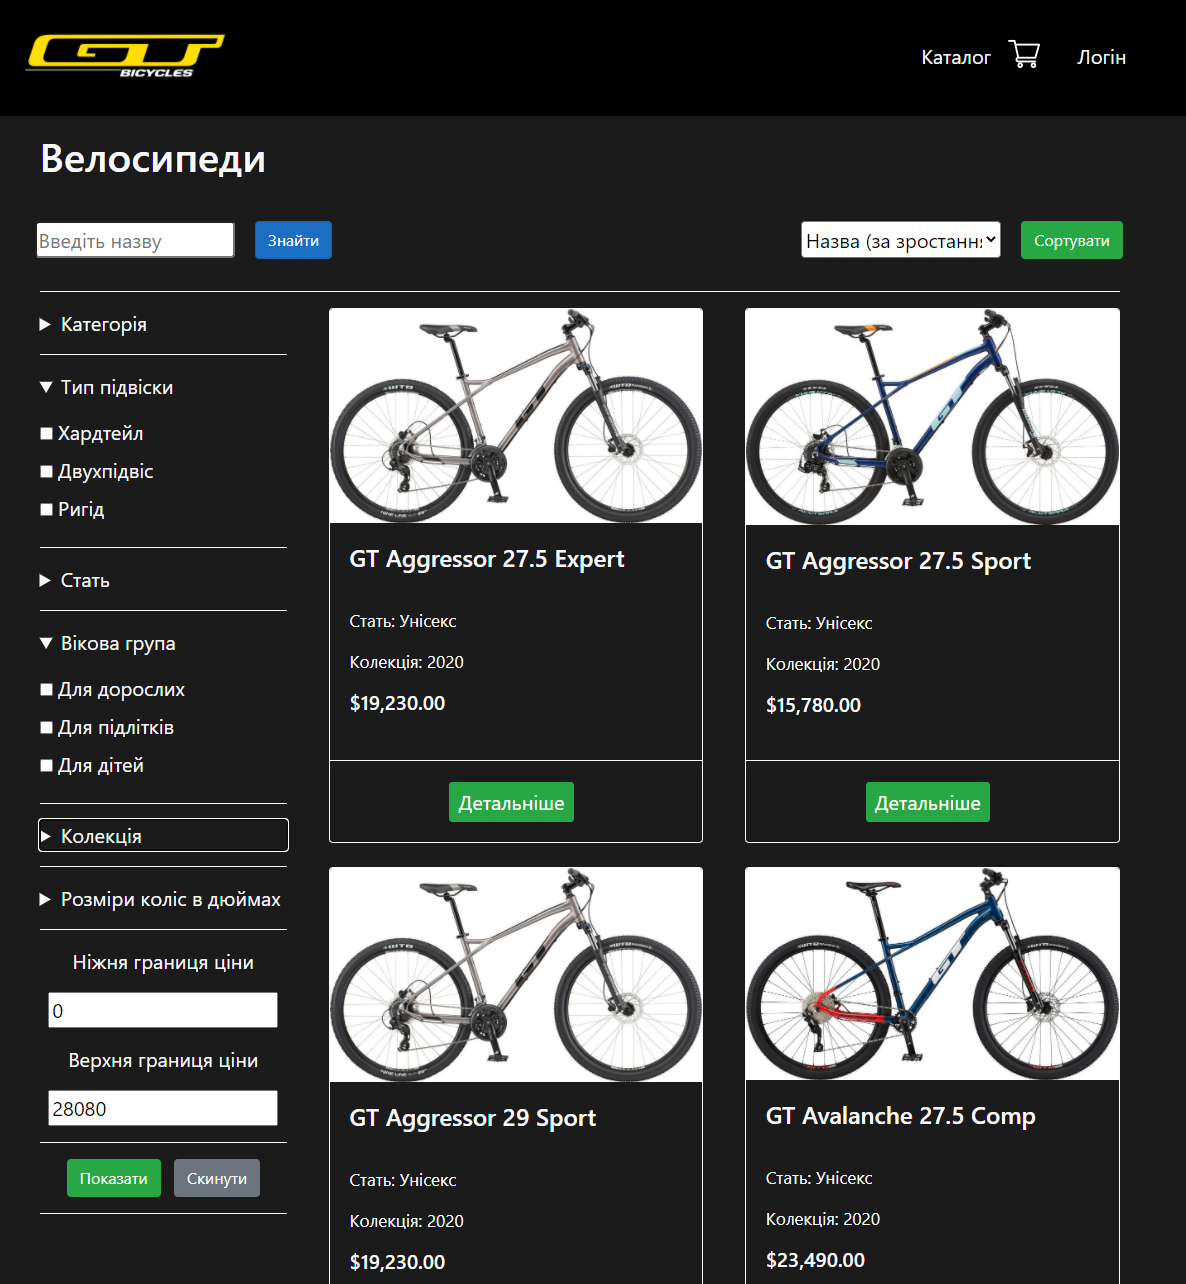 GT
BICYCLES
Каталог
Логін
Велосипеди
Введіть назву
Знайти
Назва (за зростанн
Сортувати
Категорія
Тип підвіски
Хардтейл
Двухпідвіс
Ригід
Стать
Вікова група
Для дорослих
Для підлітків
Для дітей
Колекція
Розміри коліс в дюймах
Ніжня границя ціни
0
Верхня границя ціни
28080
Показати
Скинути
GT Aggressor 27.5 Expert
Стать: Унісекс
Колекція: 2020
$19,230.00
Детальніше
GT Aggressor 27.5 Sport
Стать: Унісекс
Колекція: 2020
$15,780.00
Детальніше
GT Aggressor 29 Sport
Стать: Унісекс
Колекція: 2020
$19,230.00
GT Avalanche 27.5 Comp
Стать: Унісекс
Колекція: 2020
$23,490.00